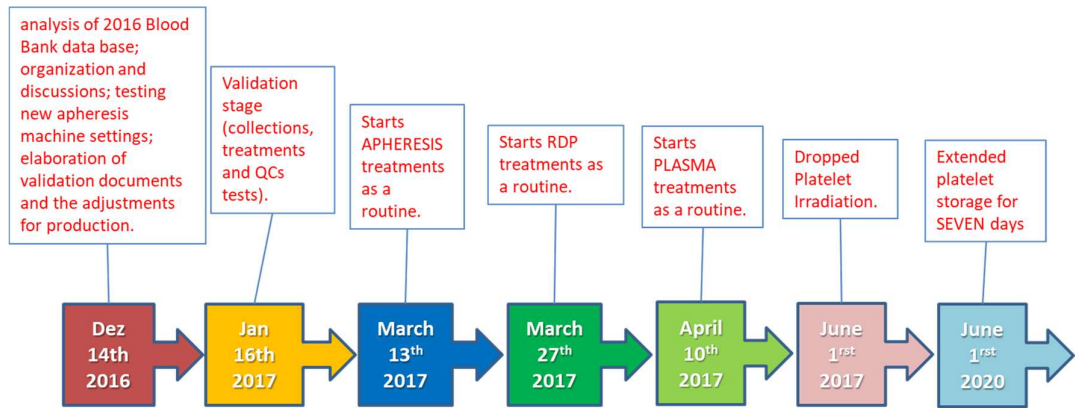 analysis of 2016 Blood
Bank data base;
organization and
discussions; testing
new apheresis
machine settings;
elaboration of
validation documents
and the adjustments
for production.
Validation
stage
(collections,
treatments
and QCs
tests).
Starts
APHERESIS
treatments
as a
routine.
Starts RDP
treatments as
a routine.
Starts
PLASMA
treatments
as a routine.
Dropped
Platelet
Irradiation.
Extended
platelet
storage for
SEVEN days
Dez
14th
2016
Jan
16th
2017
March
13th
2017
March
27th
2017
April
10th
2017
June
1rst
2017
June
1rst
2020